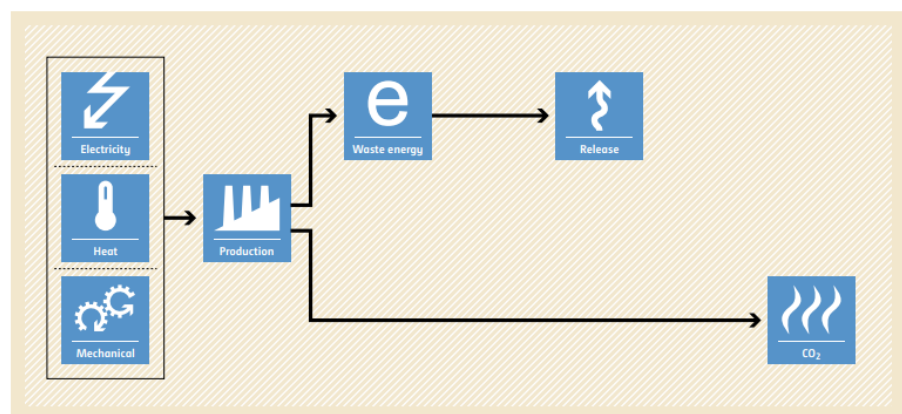 Electricity
Heat
Mechanical
Production
e
Waste energy
Release
CO₂